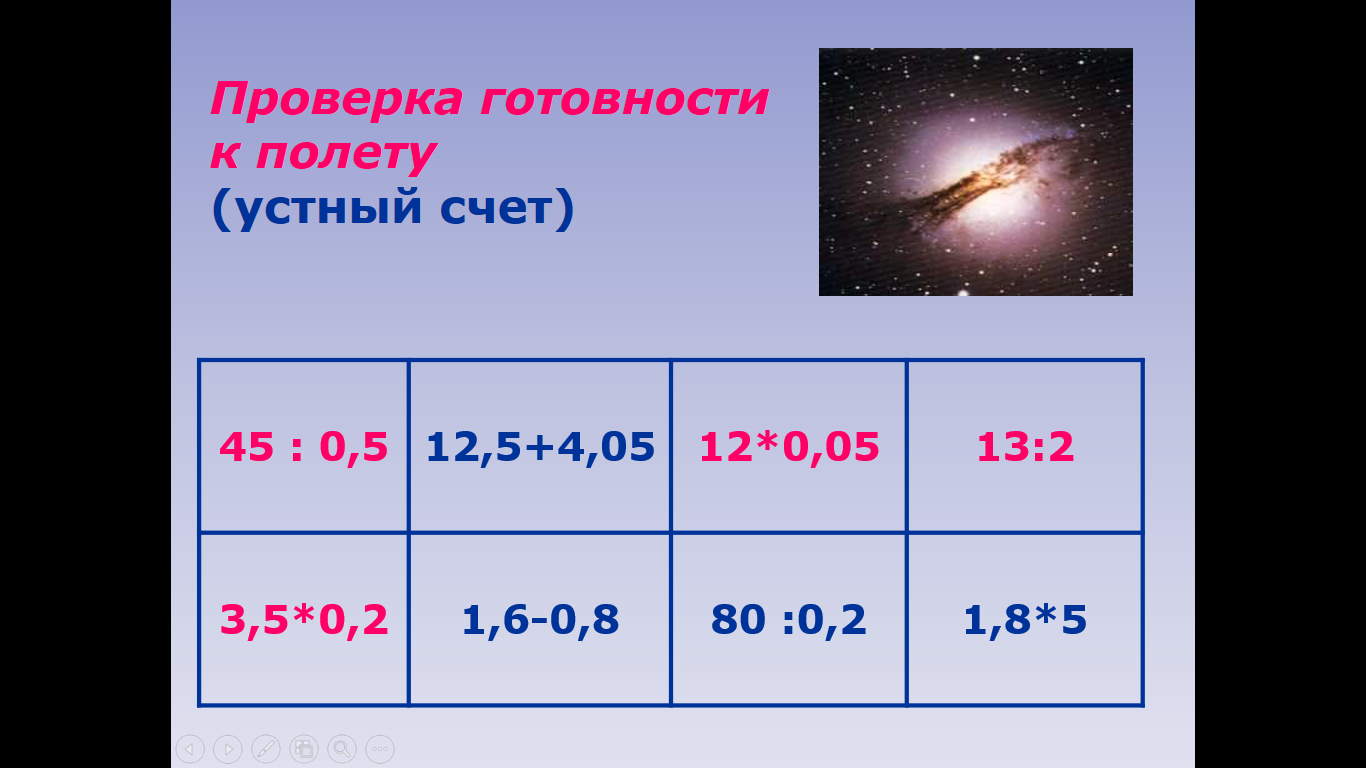 Проверка готовности
к полету
(устный счет)
45 : 0,5
12,5+4,05
12*0,05
13:2
3,5*0,2
1,6-0,8
80 :0,2
1,8*5